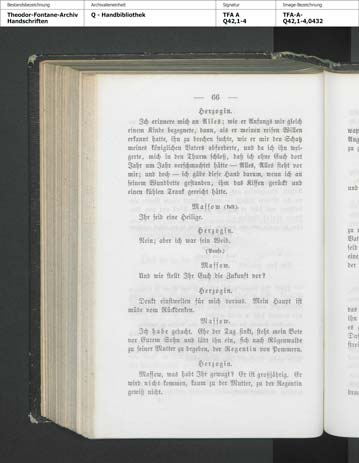 Bestandsbezeichnung
Archivalieneinheit
Signatur
Image-Bezeichnung
Theodor-Fontane-Archiv
Handschriften
Q - Handbibliothek
TFA A
Q42,1-4
TFA-A-
Q42,1-4,0432
— 66 —
Herzogin.
Ich erinnere mich an Alles; wie er Anfangs mir gleich
einem Kinde begegnete, dann, als er meinen reifen Willen
erkannt hatte, ihn zu brechen suchte, wie er mir den Schatz
meines königlichen Vaters abforderte, und da ich ihn wei-
gerte, mich in den Thurm schloß, daß ich ohne Euch dort
Jahr um Jahr verschmachtet hätte — Alles, Alles steht vor
mir; und doch — ich gäbe diese Hand darum, wenn ich an
seinem Wundbette gestanden, ihm das Kissen gerückt und
einen kühlen Trank gereicht hätte.
Massow
Ihr seid eine Heilige.
Herzogin.
Nein; aber ich war sein Weib.
(Pause.)
Massow.
Und wie stellt Ihr Euch die Zukunft vor?
Herzogin.
Denkt einstweilen für mich voraus. Mein Haupt ist
müde vom Rückdenken.
Massow.
Ich habe gedacht. Ehe der Tag sinkt, steht mein Bote
vor Eurem Sohn und lädt ihn ein, sich nach Rügenwalde
zu seiner Mutter zu begeben, der Regentin von Pommern.
Herzogin.
Massow, was habt Ihr gewagt? Er ist großjährig. Er
wird nicht kommen, kaum zu der Mutter, zu der Regentin
gewiß nicht.